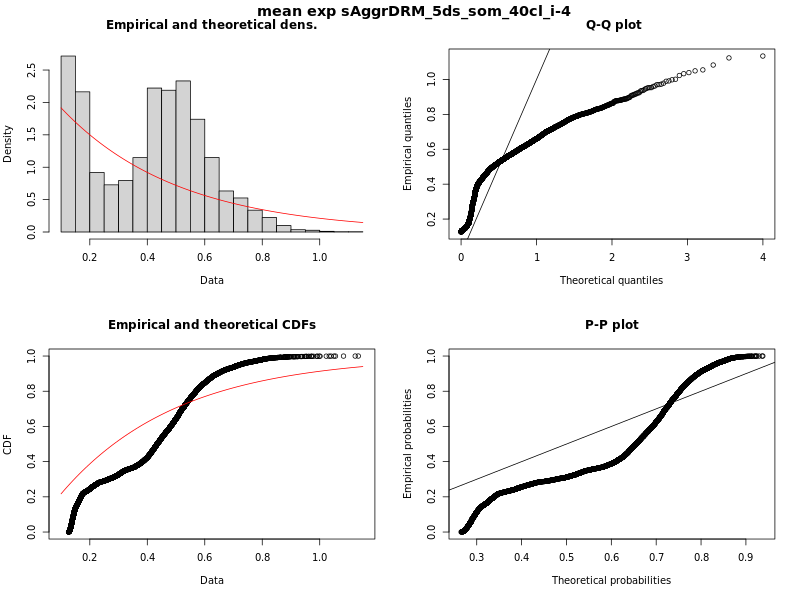 mean exp sAggrDRM_5ds_som_40cl_i-4
Empirical and theoretical dens.
Density
0.0 0.5 1.0 1.5 2.0 2.5
0.2 0.4 0.6 0.8 1.0
Data
Q-Q plot
Empirical quantiles
0.2 0.4 0.6 0.8 1.0
0 1 2 3 4
Theoretical quantiles
Empirical and theoretical CDFs
CDF
0.0 0.2 0.4 0.6 0.8 1.0
0.2 0.4 0.6 0.8 1.0
Data
P-P plot
Empirical probabilities
0.0 0.2 0.4 0.6 0.8 1.0
0.3 0.4 0.5 0.6 0.7 0.8 0.9
Theoretical probabilities